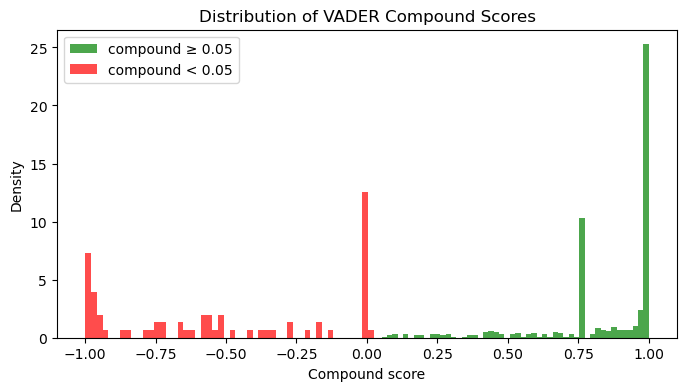 Distribution of VADER Compound Scores
compound ≥ 0.05
compound < 0.05
25
20
15
10
5
0
Density
−1.00 −0.75 −0.50 −0.25 0.00 0.25 0.50 0.75 1.00
Compound score